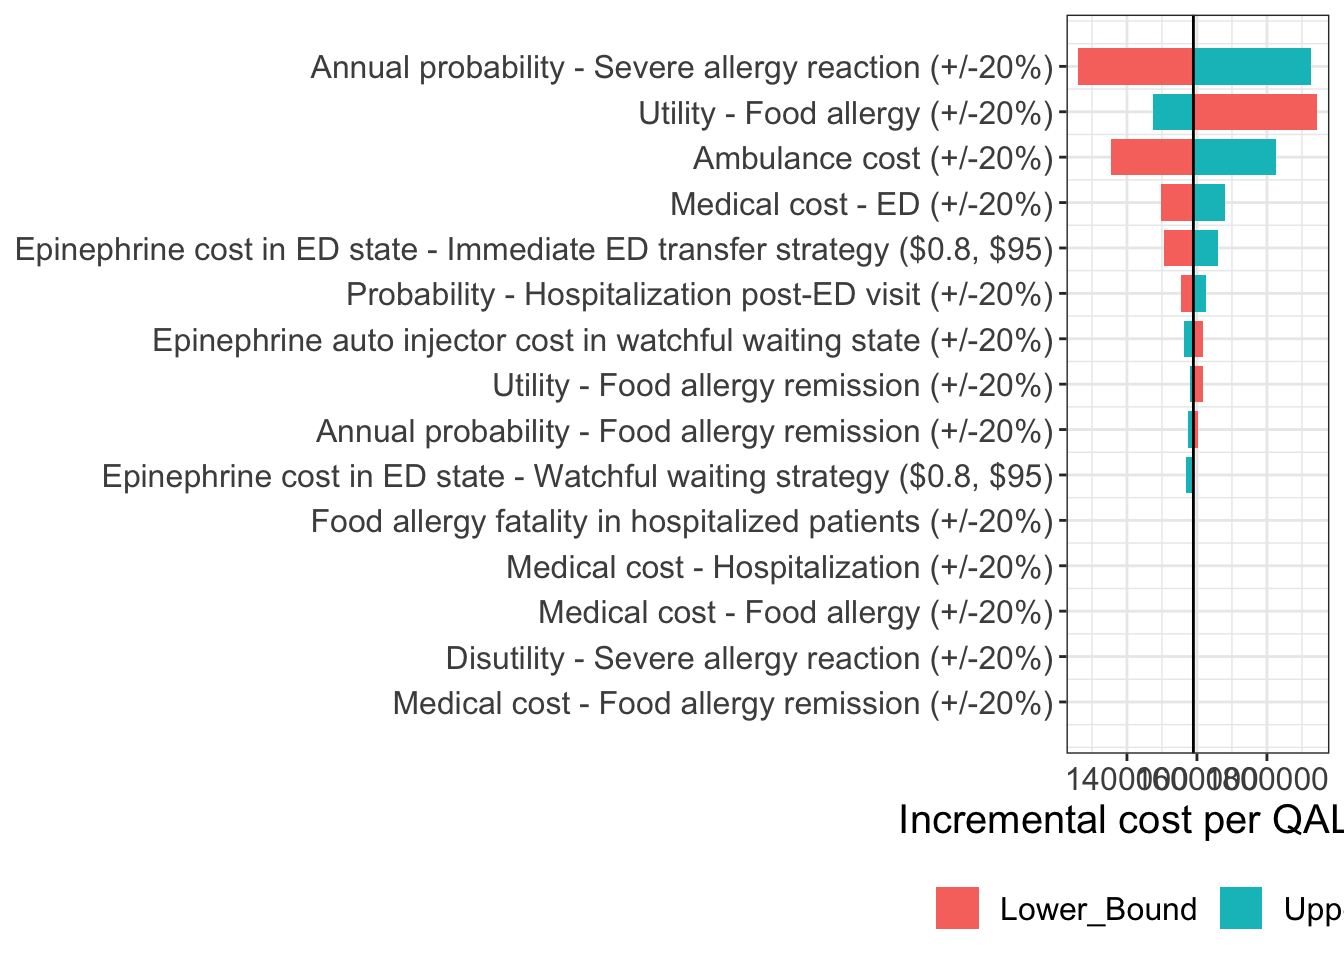 Annual probability - Severe allergy reaction (+/-20%)
Utility - Food allergy (+/-20%)
Ambulance cost (+/-20%)
Medical cost - ED (+/-20%)
Epinephrine cost in ED state - Immediate ED transfer strategy ($0.8, $95)
Probability - Hospitalization post-ED visit (+/-20%)
Epinephrine auto injector cost in watchful waiting state (+/-20%)
Utility - Food allergy remission (+/-20%)
Annual probability - Food allergy remission (+/-20%)
Epinephrine cost in ED state - Watchful waiting strategy ($0.8, $95)
Food allergy fatality in hospitalized patients (+/-20%)
Medical cost - Hospitalization (+/-20%)
Medical cost - Food allergy (+/-20%)
Disutility - Severe allergy reaction (+/-20%)
Medical cost - Food allergy remission (+/-20%)
1400000 1600000 1800000
Incremental cost per QAL
Lower_Bound Upp